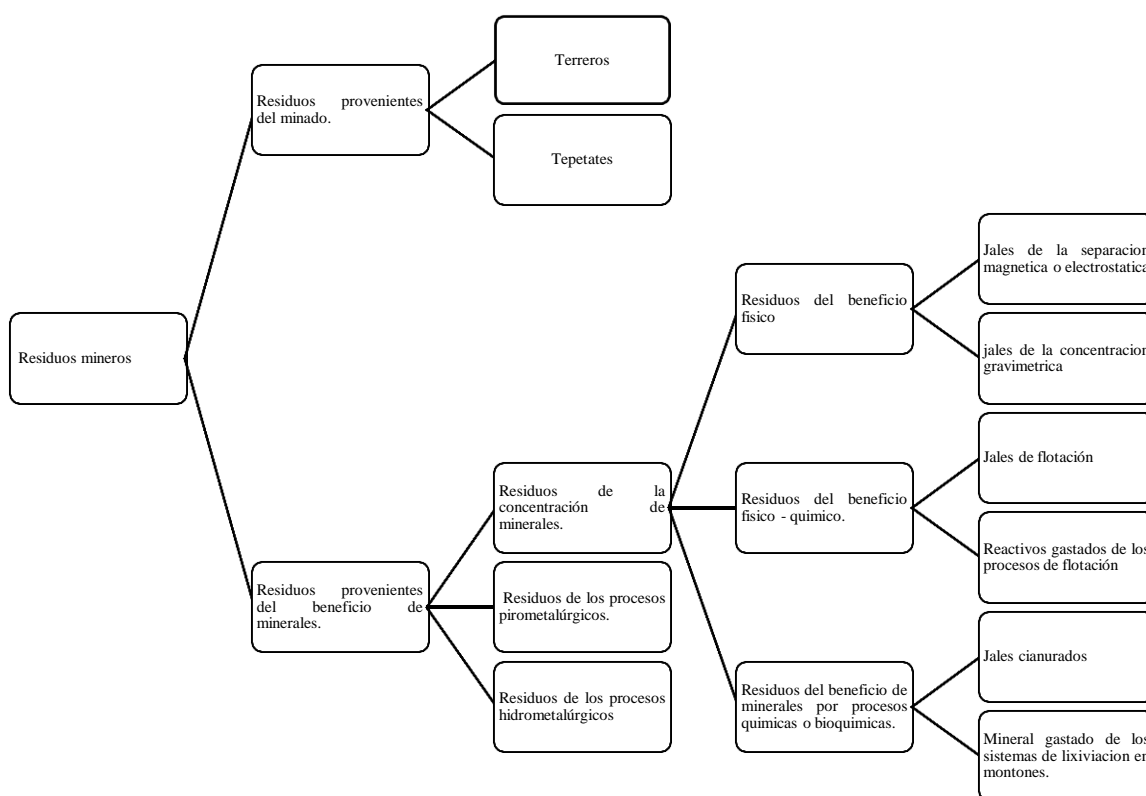 Terreros
Residuos provenientes
del minado.
Tepetates
Jales de la separacion
magnetica o electrostatica
Residuos del beneficio
fisico
Residuos mineros
jales de la concentracion
gravimetrica
Residuos de la
concentración de
minerales.
Residuos del beneficio
fisico - quimico.
Jales de flotación
Reactivos gastados de los
procesos de flotación
Residuos provenientes
del beneficio de
minerales.
Residuos de los procesos
pirometalúrgicos.
Residuos de los procesos
hidrometalúrgicos
Residuos del beneficio de
minerales por procesos
quimicas o bioquimicas.
Jales cianurados
Mineral gastado de los
sistemas de lixiviacion en
montones.